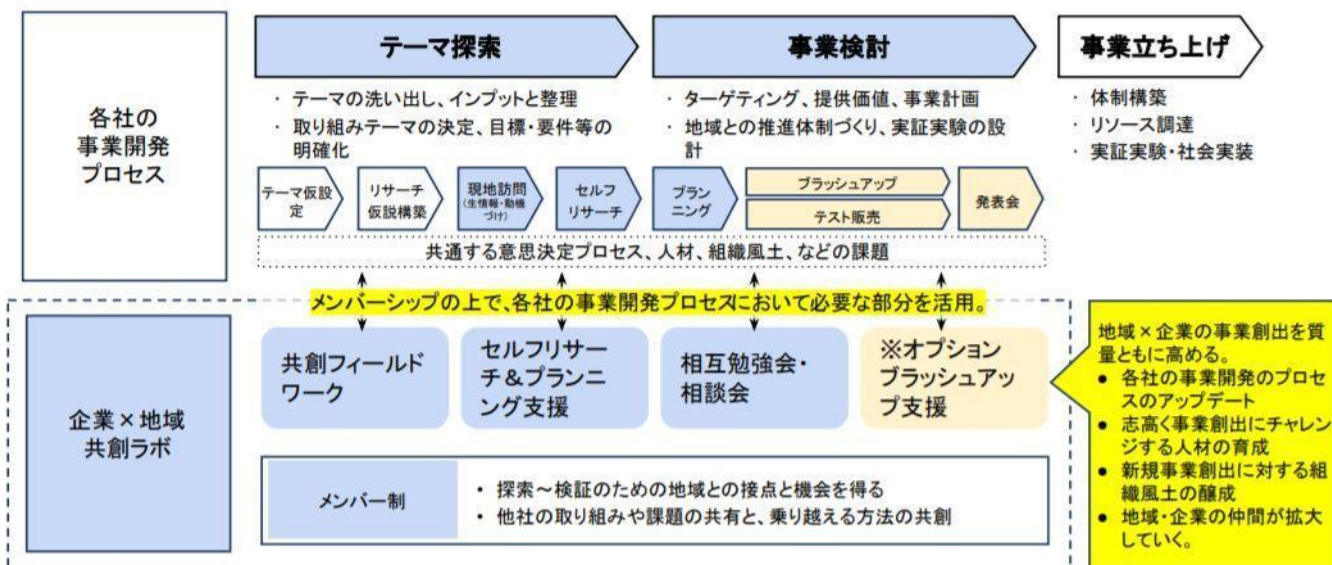 テーマ探索
事業検討
事業立ち上げ
各社の
事業開発
プロセス
・ テーマの洗い出し、インプットと整理
・ 取り組みテーマの決定、目標・要件等の
明確化
・ ターゲティング、提供価値、事業計画
・ 地域との推進体制づくり、実証実験の設
計
・ 体制構築
・ リソース調達
・ 実証実験・社会実装
テーマ仮設
定
リサーチ
仮説構築
現地訪問
(生情報・動機
づけ)
セルフ
リサーチ
プラン
ニング
ブラッシュアップ
テスト販売
発表会
共通する意思決定プロセス、人材、組織風土、などの課題
メンバーシップの上で、各社の事業開発プロセスにおいて必要な部分を活用。
企業×地域
共創ラボ
共創フィールド
ワーク
セルフリサー
チ&プランニ
ング支援
相互勉強会・
相談会
※オプション
ブラッシュアッ
プ支援
メンバー制
• 探索~検証のための地域との接点と機会を得る
• 他社の取り組みや課題の共有と、乗り越える方法の共創
地域×企業の事業創出を質
量ともに高める。
● 各社の事業開発のプロセ
スのアップデート
● 志高く事業創出にチャレン
ジする人材の育成
● 新規事業創出に対する組
織風土の醸成
● 地域・企業の仲間が拡大
していく。